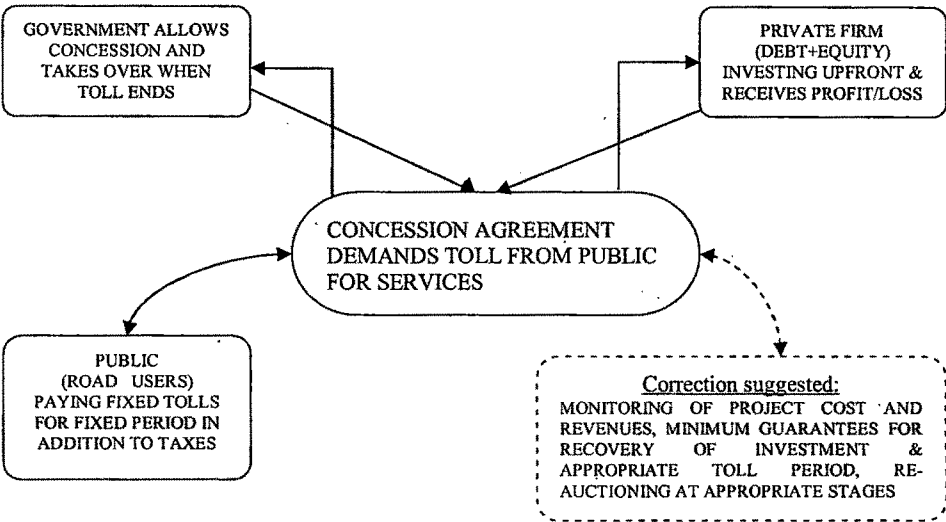 GOVERNMENT ALLOWS
CONCESSION AND
TAKES OVER WHEN
TOLL ENDS
PRIVATE FIRM
(DEBT+EQUITY)
INVESTING UPFRONT &
RECEIVES PROFIT/LOSS
CONCESSION AGREEMENT
DEMANDS TOLL FROM PUBLIC
FOR SERVICES
PUBLIC
(ROAD USERS)
PAYING FIXED TOLLS
FOR FIXED PERIOD IN
ADDITION TO TAXES
Correction suggested:
MONITORING OF PROJECT COST AND
REVENUES, MINIMUM GUARANTEES FOR
RECOVERY OF INVESTMENT &
APPROPRIATE TOLL PERIOD, RE-
AUCTIONING AT APPROPRIATE STAGES